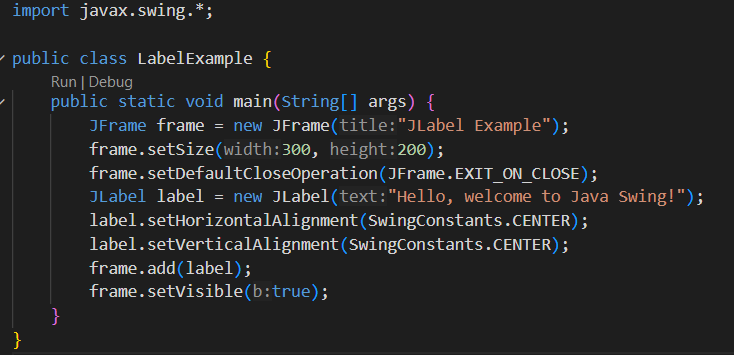 import javax.swing.*;
public class LabelExample {
Run | Debug
public static void main(String[] args) {
JFrame frame = new JFrame(title:"JLabel Example");
frame.setSize(width:300, height:200);
frame.setDefaultCloseOperation(JFrame.EXIT_ON_CLOSE);
JLabel label = new JLabel(text:"Hello, welcome to Java Swing!");
label.setHorizontalAlignment(SwingConstants.CENTER);
label.setVerticalAlignment(SwingConstants.CENTER);
frame.add(label);
frame.setVisible(b:true);
}
}